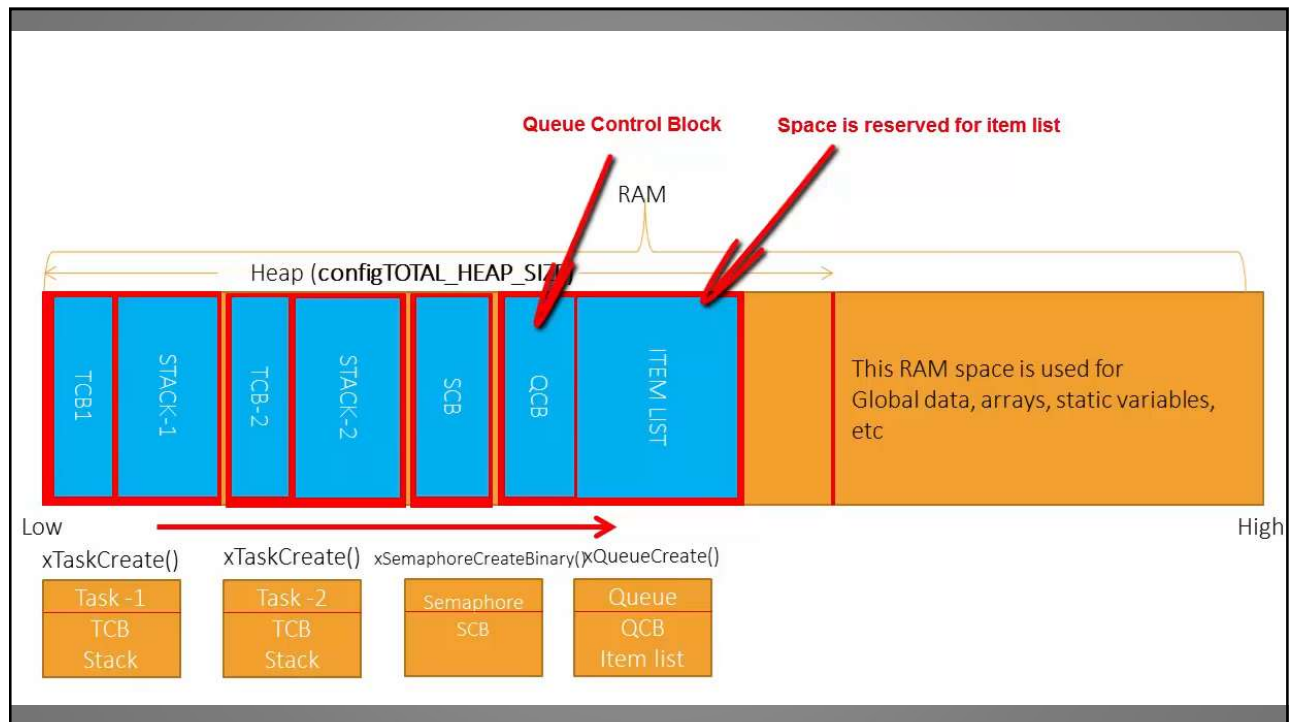 Queue Control Block
Space is reserved for item list
RAM
Heap (configTOTAL_HEAP_SIZE)
TCB1
STACK-1
TCB-2
STACK-2
SCB
QCB
ITEM LIST
This RAM space is used for
Global data, arrays, static variables,
etc
Low
High
xTaskCreate()
xTaskCreate()
xSemaphoreCreateBinary()
xQueueCreate()
Task -1
TCB
Stack
Task -2
TCB
Stack
Semaphore
SCB
Queue
QCB
Item list